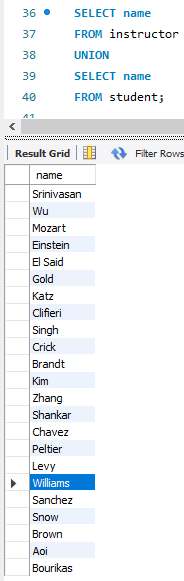 36 SELECT name
37 FROM instructor
38 UNION
39 SELECT name
40 FROM student;
41
Result Grid Filter Rows
name
Srinivasan
Wu
Mozart
Einstein
El Said
Gold
Katz
Clifieri
Singh
Crick
Brandt
Kim
Zhang
Shankar
Chavez
Peltier
Levy
Williams
Sanchez
Snow
Brown
Aoi
Bourikas